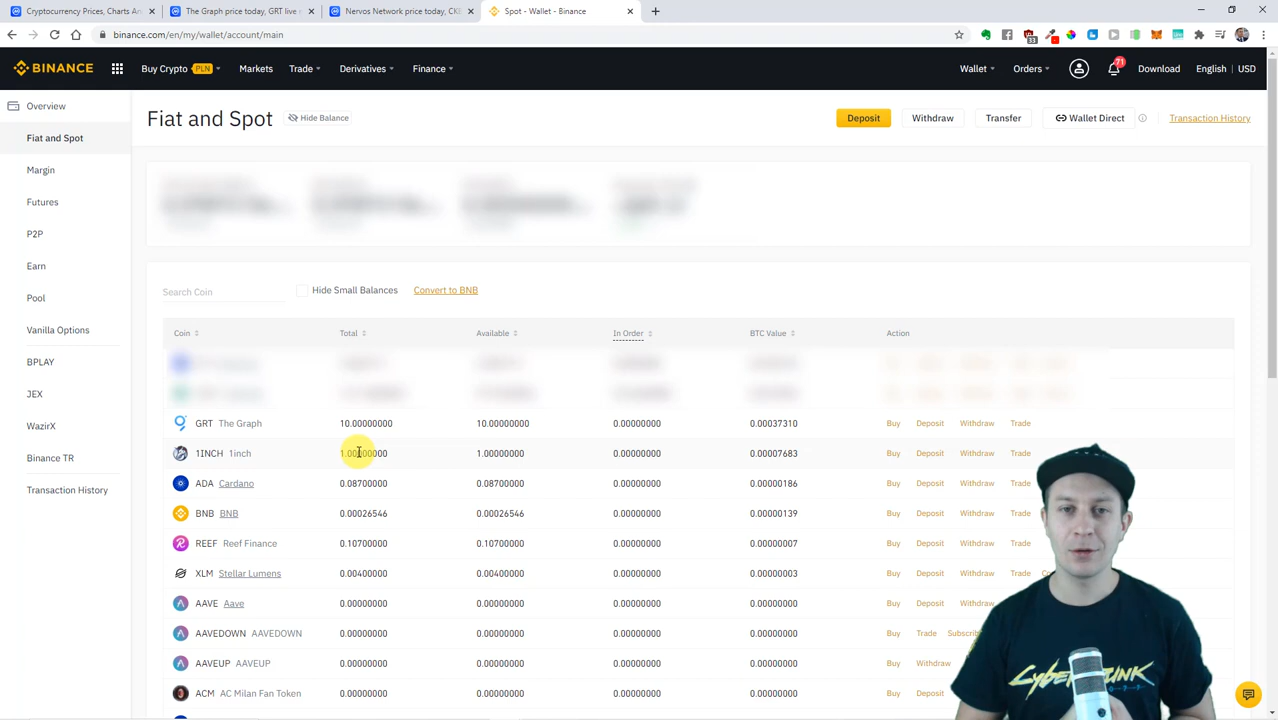 Cryptocurrency Prices, Charts An
The Graph price today, GRT live m
Nervos Network price today, CKB
Spot - Wallet - Binance
binance.com/en/my/wallet/account/main
33
BINANCE
Buy Crypto PLN
Markets
Trade
Derivatives
Finance
Wallet
Orders
71
Download
English
USD
Overview
Fiat and Spot
Margin
Futures
P2P
Earn
Pool
Vanilla Options
BPLAY
JEX
WazirX
Binance TR
Transaction History
Fiat and Spot
Hide Balance
Deposit
Withdraw
Transfer
Wallet Direct
Transaction History
Search Coin
Hide Small Balances
Convert to BNB
Coin Total Available In Order BTC Value Action
GRT The Graph 10.00000000 10.00000000 0.00000000 0.00037310 Buy Deposit Withdraw Trade
1INCH 1inch 1.00000000 1.00000000 0.00000000 0.00007683 Buy Deposit Withdraw Trade
ADA Cardano 0.08700000 0.08700000 0.00000000 0.00000186 Buy Deposit Withdraw Trade
BNB BNB 0.00026546 0.00026546 0.00000000 0.00000139 Buy Deposit Withdraw Trade
REEF Reef Finance 0.10700000 0.10700000 0.00000000 0.00000007 Buy Deposit Withdraw Trade
XLM Stellar Lumens 0.00400000 0.00400000 0.00000000 0.00000003 Buy Deposit Withdraw Trade
AAVE Aave 0.00000000 0.00000000 0.00000000 0.00000000 Buy Deposit Withdraw
AAVEDOWN AAVEDOWN 0.00000000 0.00000000 0.00000000 0.00000000 Buy Trade Subscrib
AAVEUP AAVEUP 0.00000000 0.00000000 0.00000000 0.00000000 Buy Withdraw
ACM AC Milan Fan Token 0.00000000 0.00000000 0.00000000 0.00000000 Buy Deposit